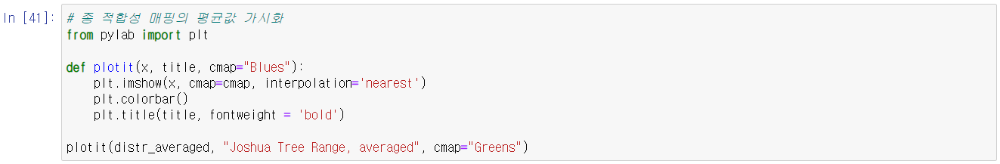 In [41]: # 종 적합성 매핑의 평균값 가시화
from pylab import plt

def plotit(x, title, cmap="Blues"):
    plt.imshow(x, cmap=cmap, interpolation='nearest')
    plt.colorbar()
    plt.title(title, fontweight = 'bold')

plotit(distr_averaged, "Joshua Tree Range, averaged", cmap="Greens")